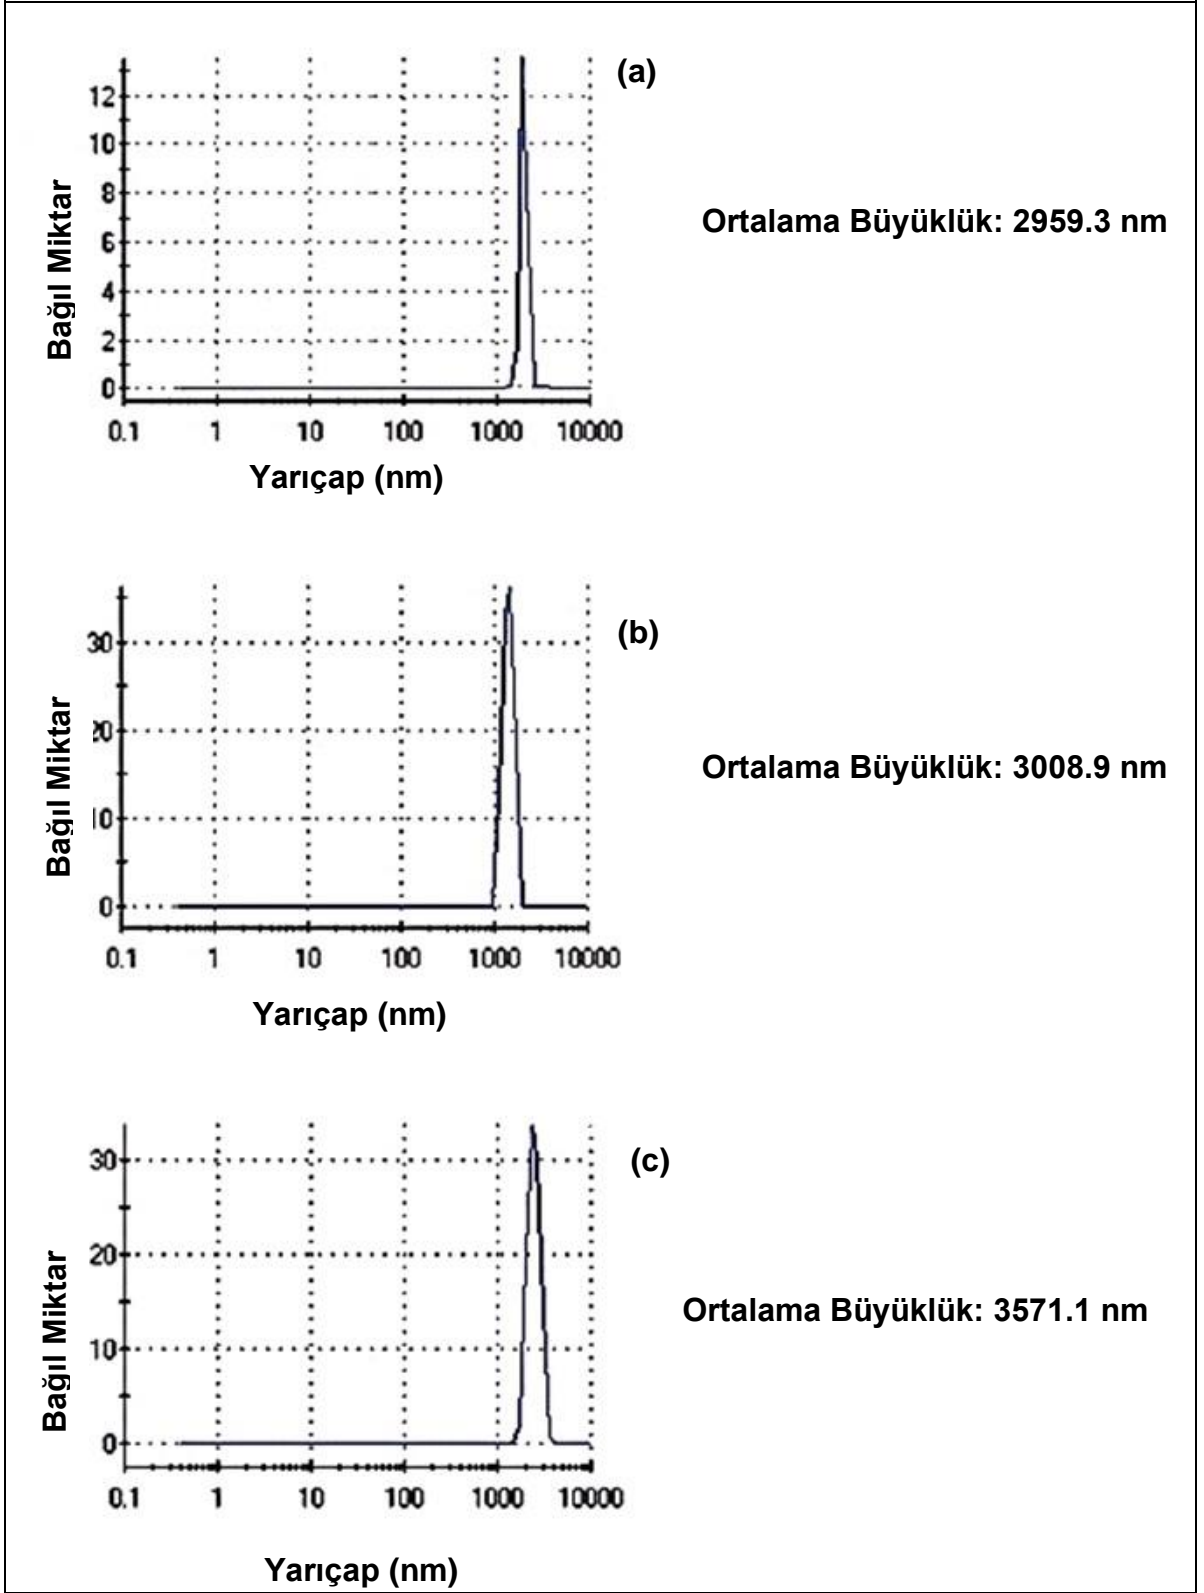 (a)
12
10
8
6
4
2
0
Bağıl Miktar
0.1 1 10 100 1000 10000
Yarıçap (nm)
Ortalama Büyüklük: 2959.3 nm
(b)
30
20
10
0
Bağıl Miktar
0.1 1 10 100 1000 10000
Yarıçap (nm)
Ortalama Büyüklük: 3008.9 nm
(c)
30
20
10
0
Bağıl Miktar
0.1 1 10 100 1000 10000
Yarıçap (nm)
Ortalama Büyüklük: 3571.1 nm